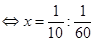 ⇔ x = 1/10 : 1/60